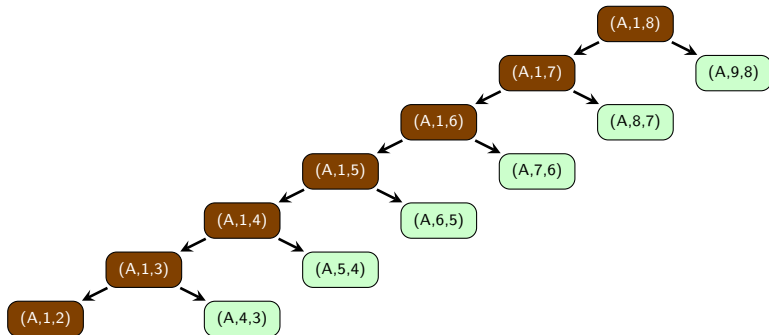 (A,1,8)
(A,1,7)
(A,9,8)
(A,1,6)
(A,8,7)
(A,1,5)
(A,7,6)
(A,1,4)
(A,6,5)
(A,1,3)
(A,5,4)
(A,1,2)
(A,4,3)